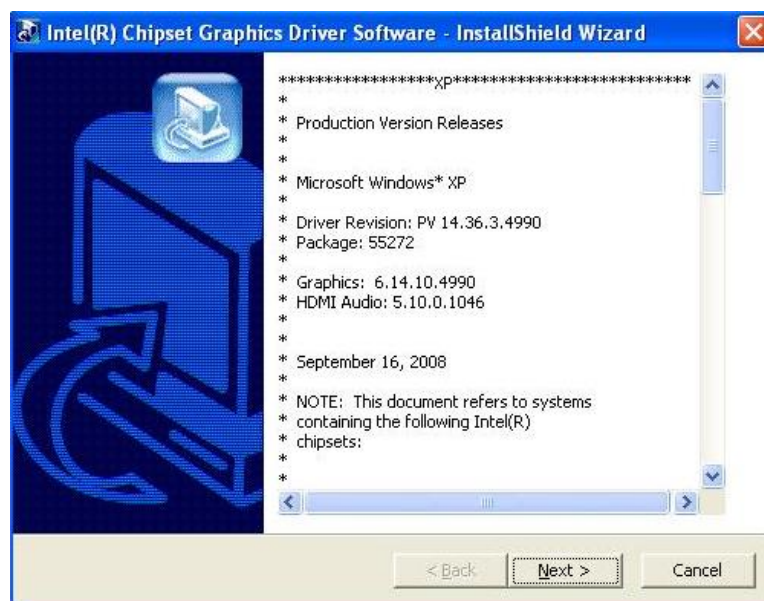 Intel(R) Chipset Graphics Driver Software - InstallShield Wizard
*****************XP**************************
*
* Production Version Releases
*
*
* Microsoft Windows* XP
*
* Driver Revision: PV 14.36.3.4990
* Package: 55272
*
* Graphics: 6.14.10.4990
* HDMI Audio: 5.10.0.1046
*
*
* September 16, 2008
*
* NOTE: This document refers to systems
* containing the following Intel(R)
* chipsets:
*
*
< Back
Next >
Cancel